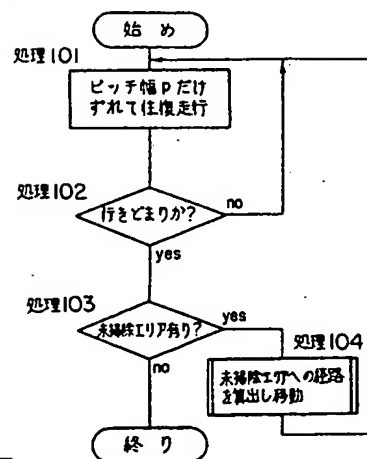 始め
処理101
ピッチ幅pだけ
ずれて往復走行
処理102
行きどまりか?
no
yes
処理103
未掃除エリア有り?
yes
処理104
no
未掃除エリアへの経路
を算出し移動
終り